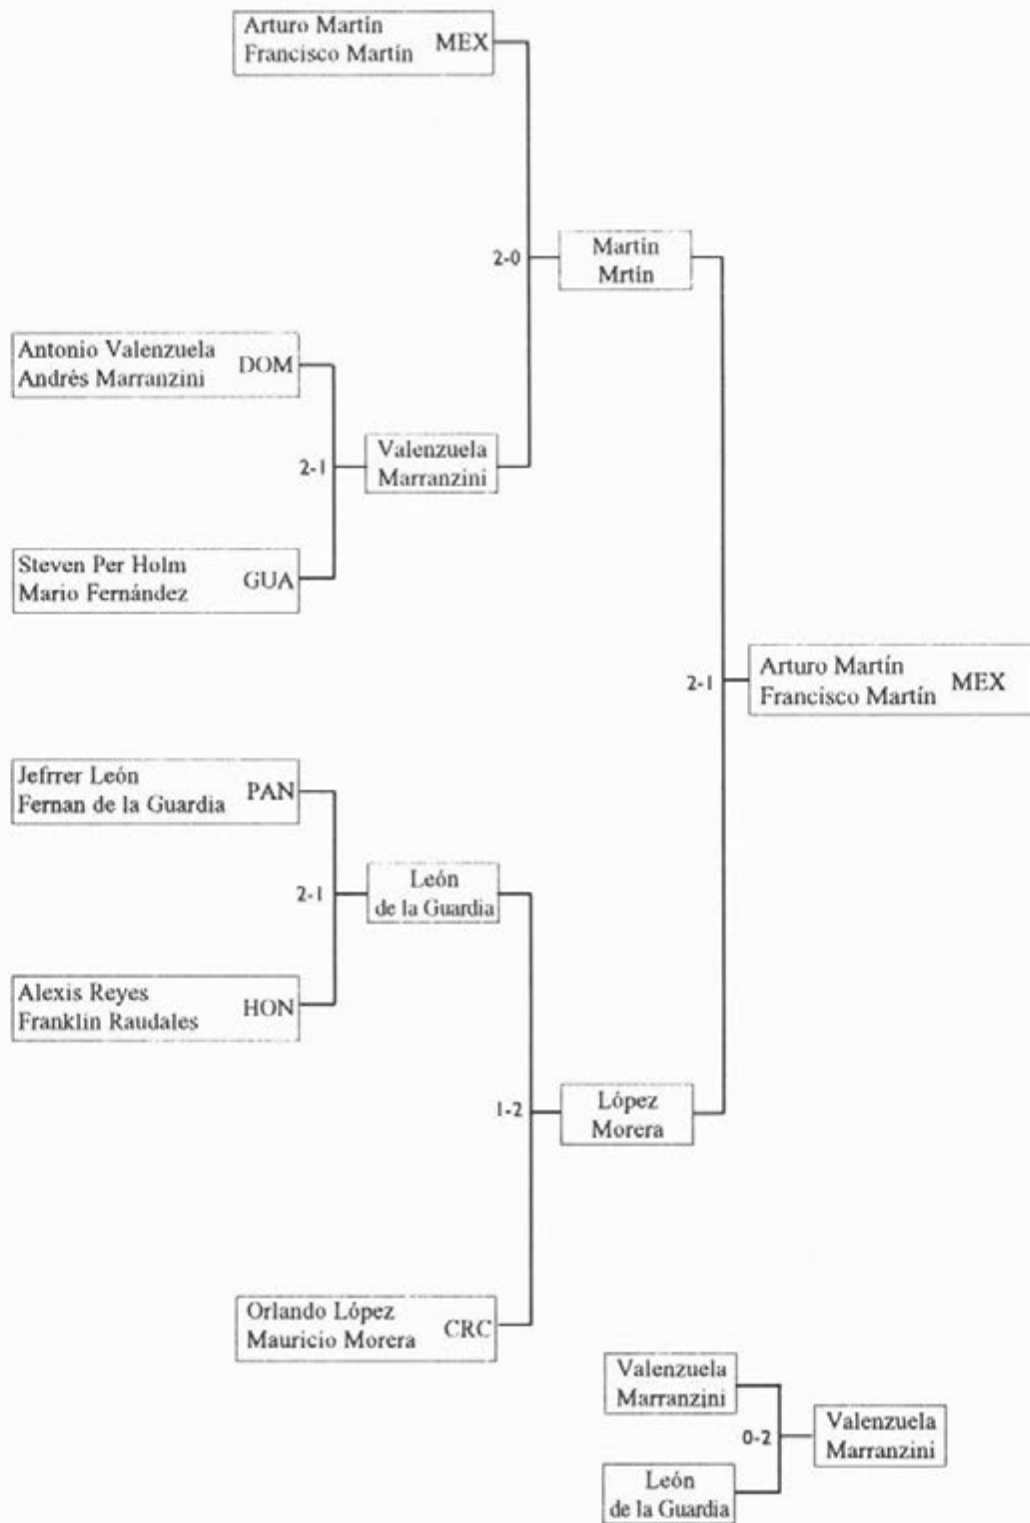 Arturo Martín
Francisco Martín MEX
2-0
Martín
Mrtín
Antonio Valenzuela
Andrés Marranzini DOM
2-1
Valenzuela
Marranzini
Steven Per Holm
Mario Fernández GUA
2-1
Arturo Martín
Francisco Martín MEX
Jefrrer León
Fernan de la Guardia PAN
2-1
León
de la Guardia
Alexis Reyes
Franklin Raudales HON
1-2
López
Morera
Orlando López
Mauricio Morera CRC
Valenzuela
Marranzini
0-2
Valenzuela
Marranzini
León
de la Guardia